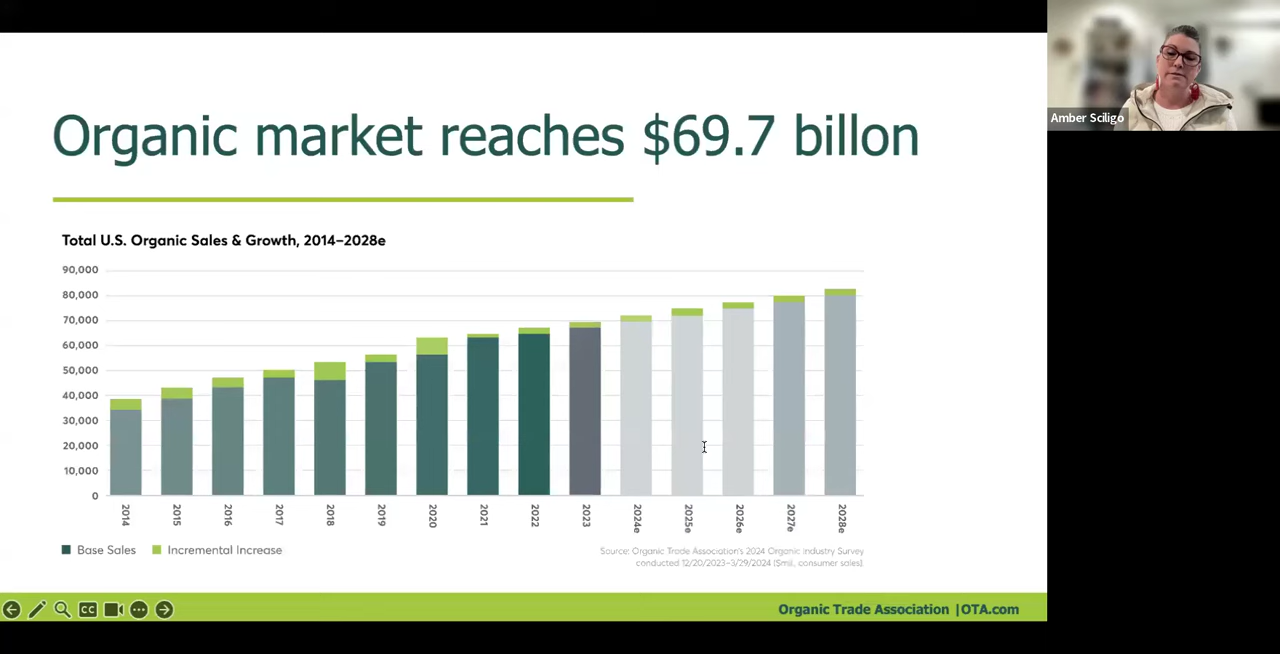 Organic market reaches $69.7 billon
Amber Sciligo
Total U.S. Organic Sales & Growth, 2014–2028e
90,000
80,000
70,000
60,000
50,000
40,000
30,000
20,000
10,000
0
2014
2015
2016
2017
2018
2019
2020
2021
2022
2023
2024e
2025e
2026e
2027e
2028e
Base Sales
Incremental Increase
Source: Organic Trade Association's 2024 Organic Industry Survey
conducted 12/20/2023–3/29/2024 ($mil., consumer sales).
CC
Organic Trade Association |OTA.com